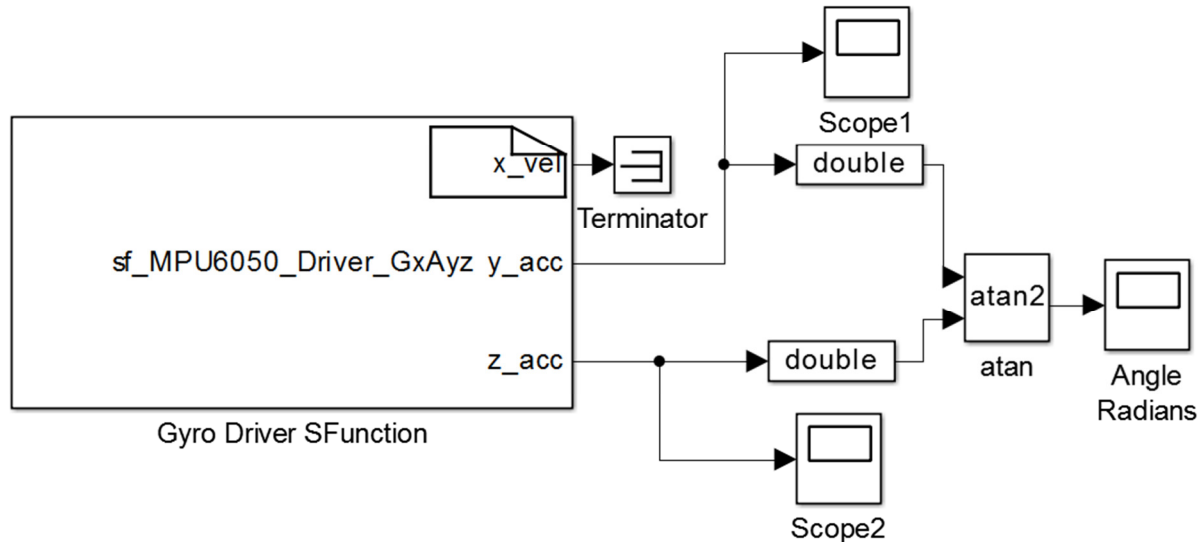 Scope1
x_vel
double
Terminator
sf_MPU6050_Driver_GxAyz y_acc
atan2
z_acc
double
atan
Angle
Radians
Gyro Driver SFunction
Scope2